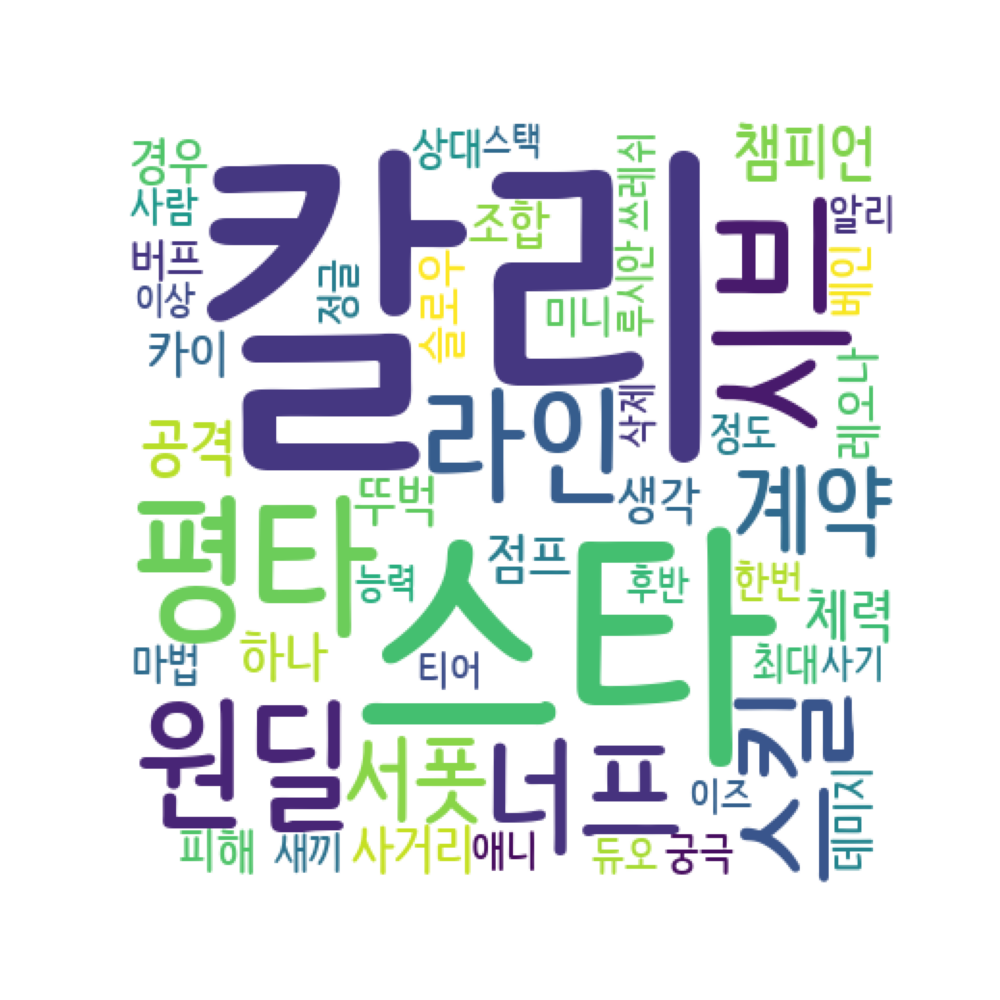 경우
상대
스택
쓰레쉬
챔피언
사람
칼리
조합
시비
알리
버프
정글
슬로우
미니
루시안
베인
이상
카이
라인
삭제
정도
레오나
공격
뚜벅
생각
계약
평타
점프
스타
능력
후반
한번
체력
마법
하나
티어
최대
사기
원딜
서폿
너프
이즈
스킬
데미지
피해
새끼
사거리
애니
듀오
궁극